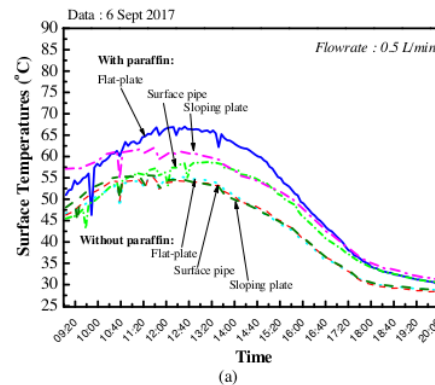 Data : 6 Sept 2017
Flowrate : 0.5 L/min
With paraffin:
Flat-plate
Surface pipe
Sloping plate
Without paraffin:
Flat-plate
Surface pipe
Sloping plate
Surface Temperatures (°C)
90
85
80
75
70
65
60
55
50
45
40
35
30
25
09:20 10:00 10:40 11:20 12:00 12:40 13:20 14:00 14:40 15:20 16:00 16:40 17:20 18:00 18:40 19:20 20:00
Time
(a)